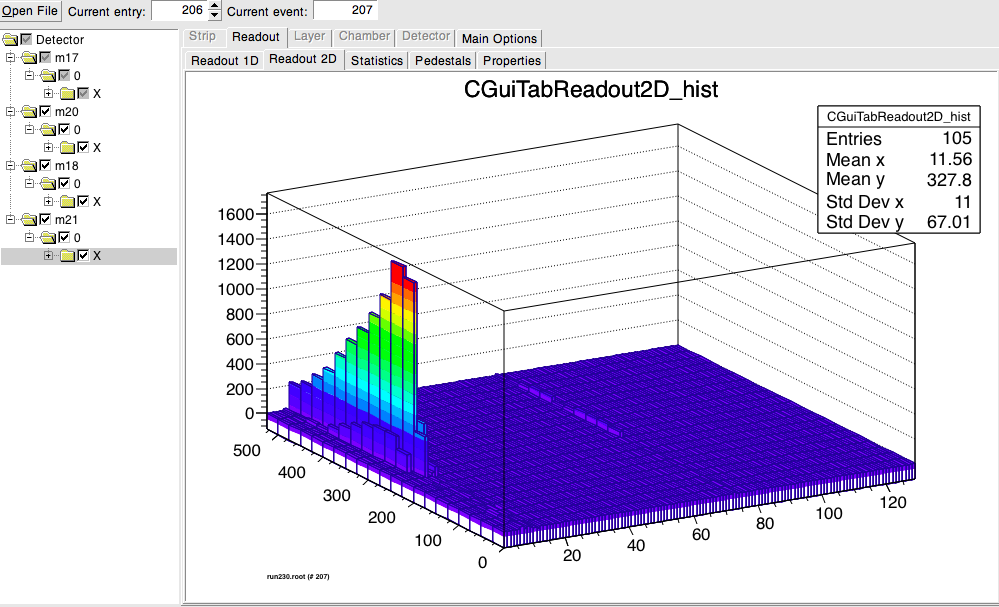 Open File Current entry: 206 Current event: 207
Strip Readout Layer Chamber Detector Main Options
Readout 1D Readout 2D Statistics Pedestals Properties
Detector
m17
0
X
m20
0
X
m18
0
X
m21
0
X
CGuiTabReadout2D_hist
CGuiTabReadout2D_hist
Entries 105
Mean x 11.56
Mean y 327.8
Std Dev x 11
Std Dev y 67.01
1600
1400
1200
1000
800
600
400
200
0
500
400
300
200
100
0
20
40
60
80
100
120
run230.root (# 207)